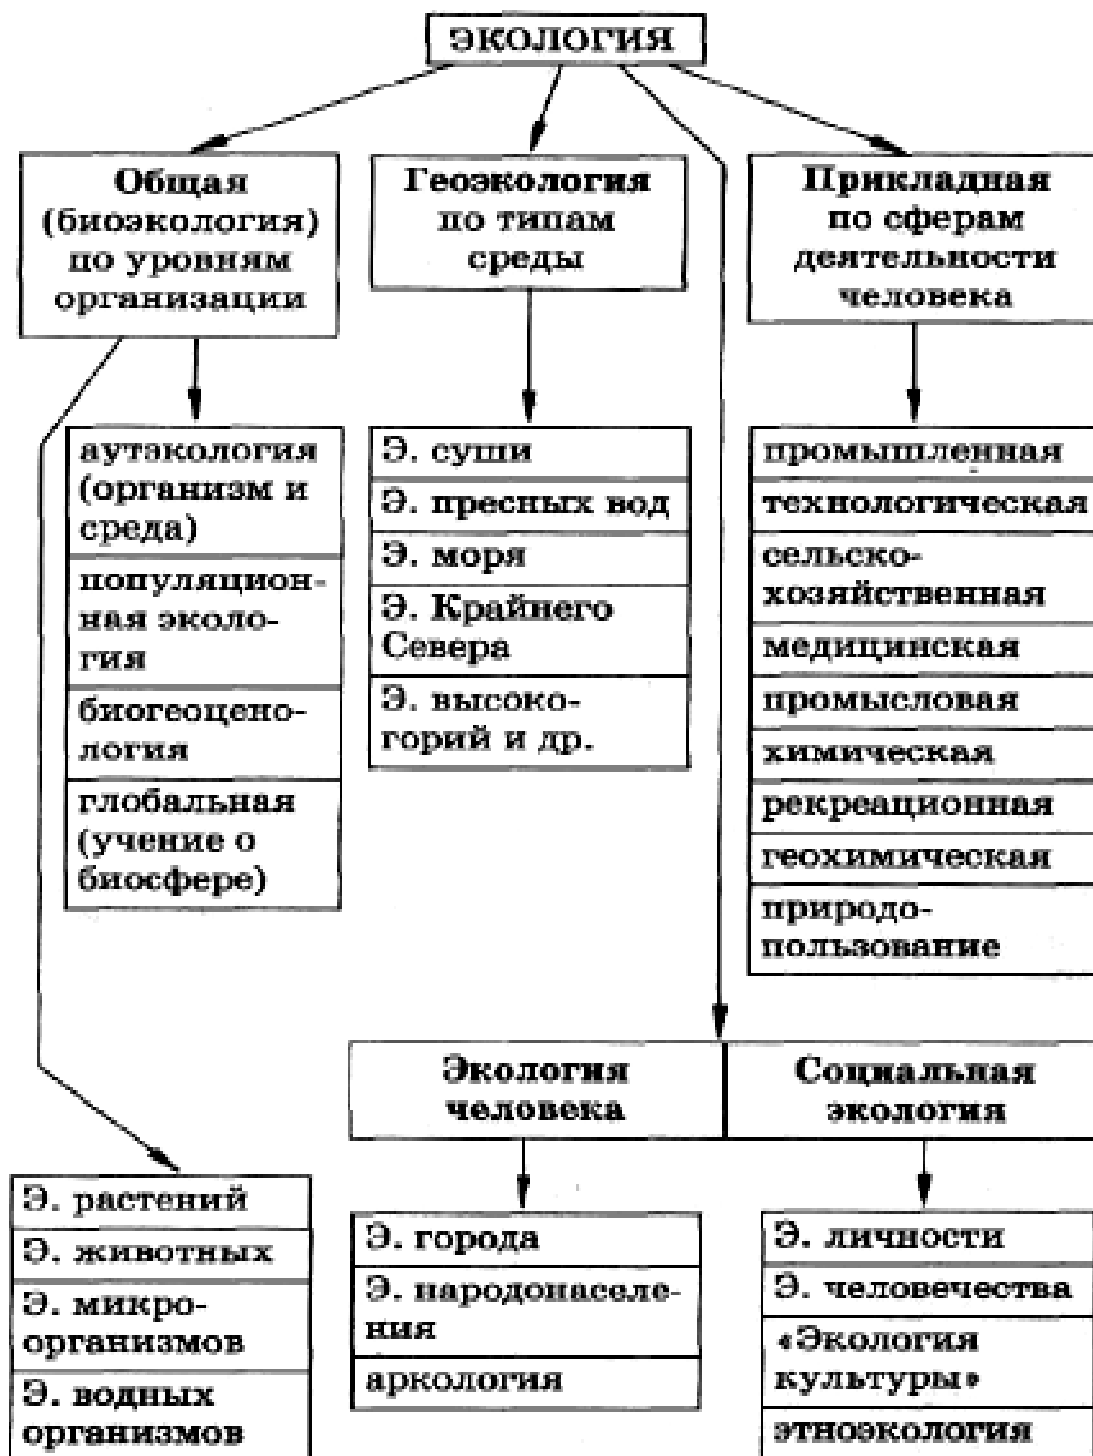 ЭКОЛОГИЯ
Общая
(биоэкология)
по уровням
организации
Геоэкология
по типам
среды
Прикладная
по сферам
деятельности
человека
аутэкология
(организм и
среда)
популяцион-
ная эколо-
гия
биогеоцено-
логия
глобальная
(учение о
биосфере)
Э. суши
Э. пресных вод
Э. моря
Э. Крайнего
Севера
Э. высоко-
горий и др.
промышленная
технологическая
сельско-
хозяйственная
медицинская
промысловая
химическая
рекреационная
геохимическая
природо-
пользование
Экология
человека
Социальная
экология
Э. растений
Э. животных
Э. микро-
организмов
Э. водных
организмов
Э. города
Э. народонаселе-
ния
аркология
Э. личности
Э. человечества
«Экология
культуры»
этноэкология